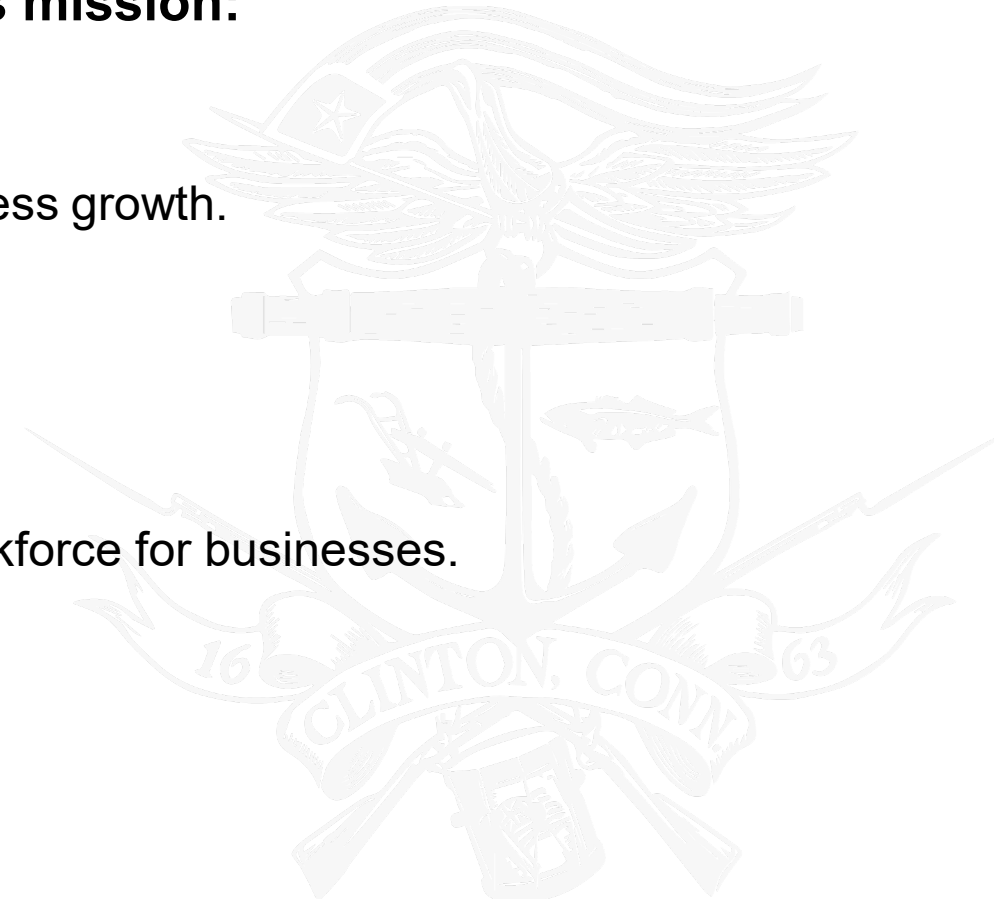 s mission:
ess growth.
kforce for businesses.
16 63
CLINTON, CONN.